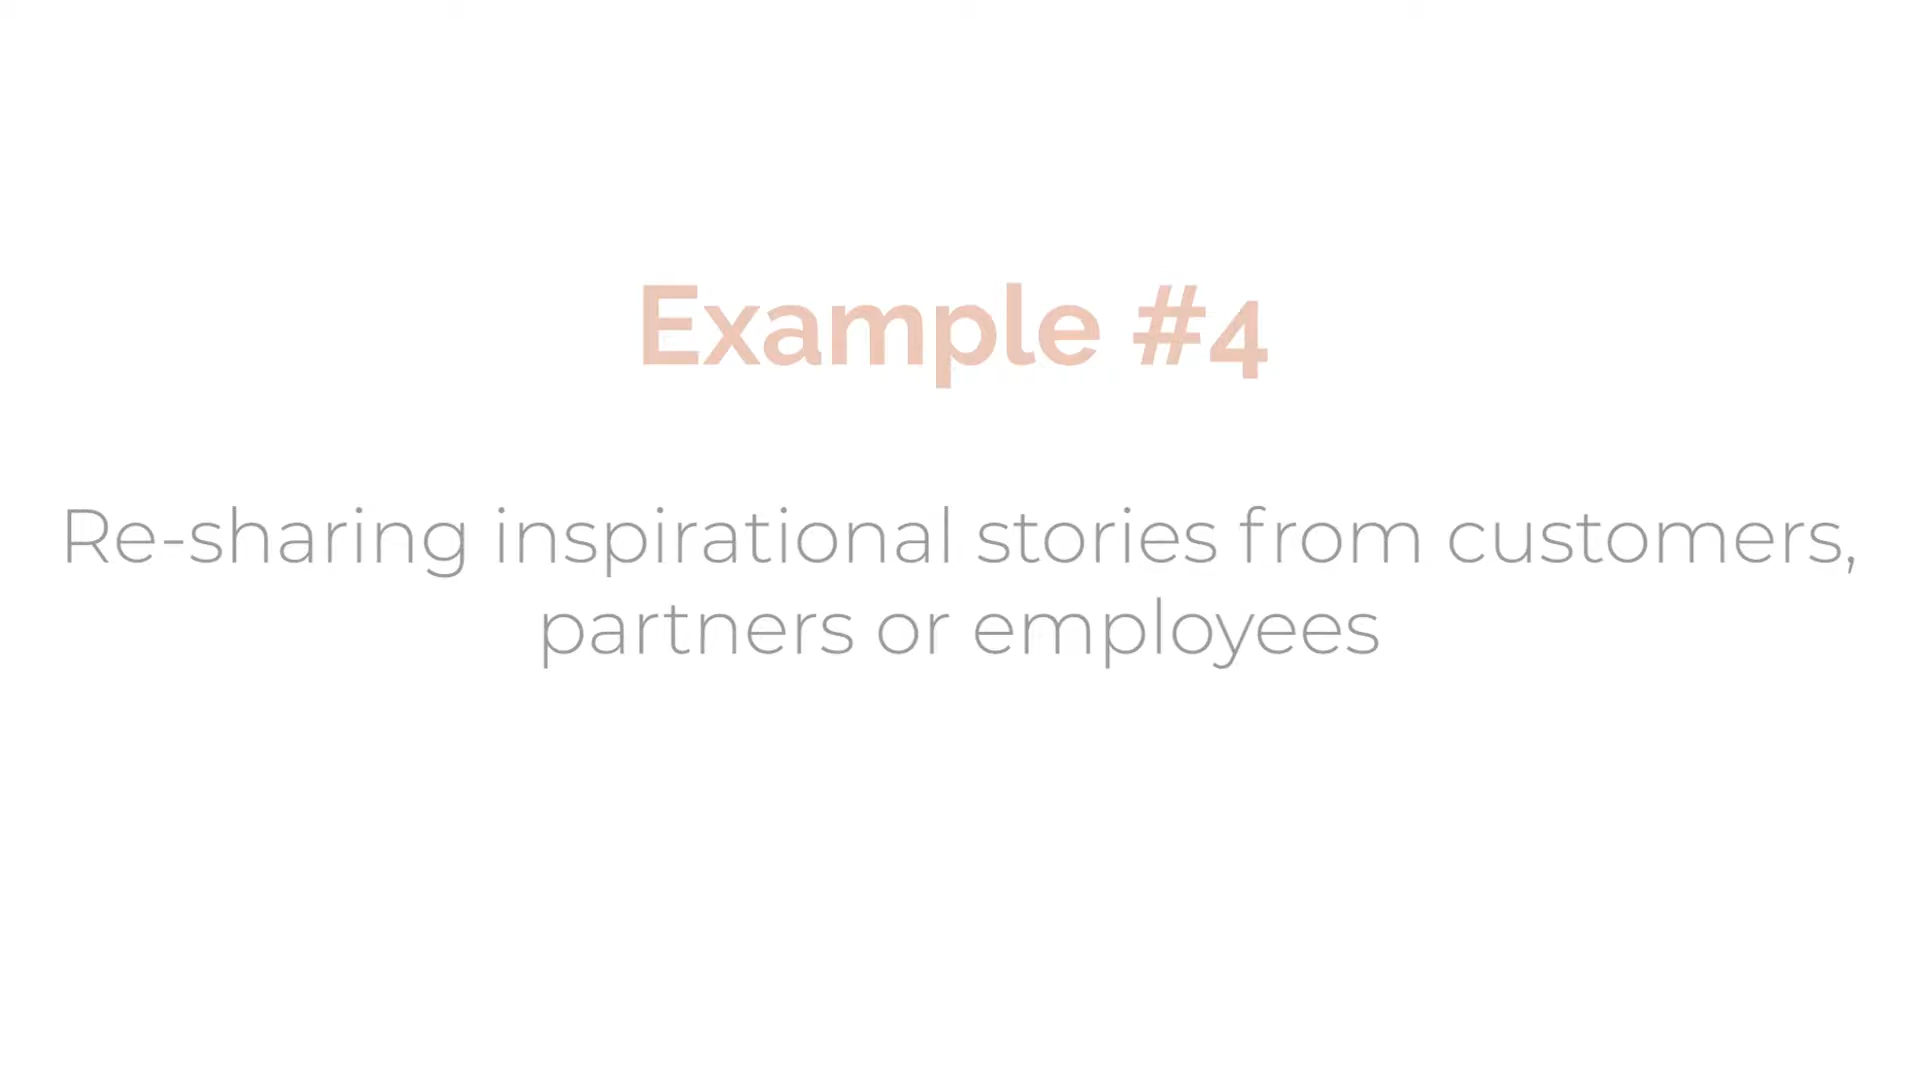 Example #4
Re-sharing inspirational stories from customers,
partners or employees